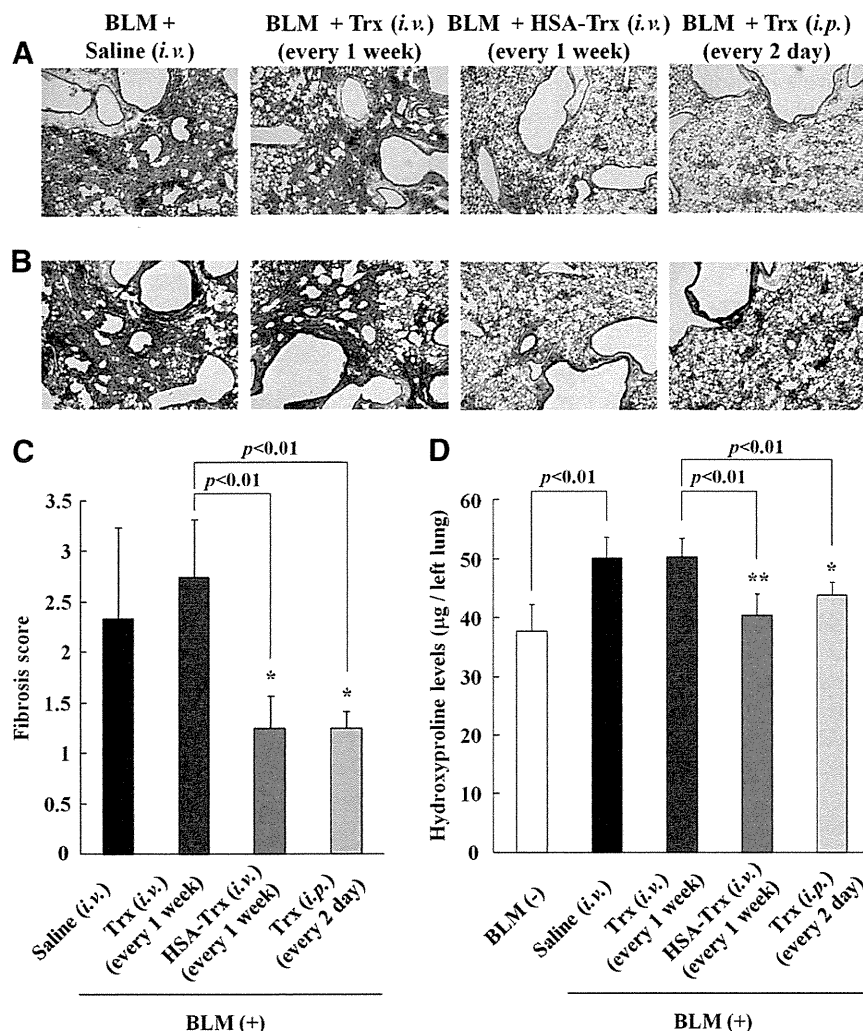 BLM +
Saline (i.v.)
BLM + Trx (i.v.)
(every 1 week)
BLM + HSA-Trx (i.v.)
(every 1 week)
BLM + Trx (i.p.)
(every 2 day)
A
B
C
p<0.01
p<0.01
Fibrosis score
3.5
3
2.5
2
1.5
1
0.5
0
*
*
Saline (i.v.)
Trx (i.v.)
(every 1 week)
HSA-Trx (i.v.)
(every 1 week)
Trx (i.p.)
(every 2 day)
BLM (+)
D
p<0.01
p<0.01
p<0.01
Hydroxyproline levels (µg / left lung)
60
50
40
30
20
10
0
**
*
BLM (-)
Saline (i.v.)
Trx (i.v.)
(every 1 week)
HSA-Trx (i.v.)
(every 1 week)
Trx (i.p.)
(every 2 day)
BLM (+)